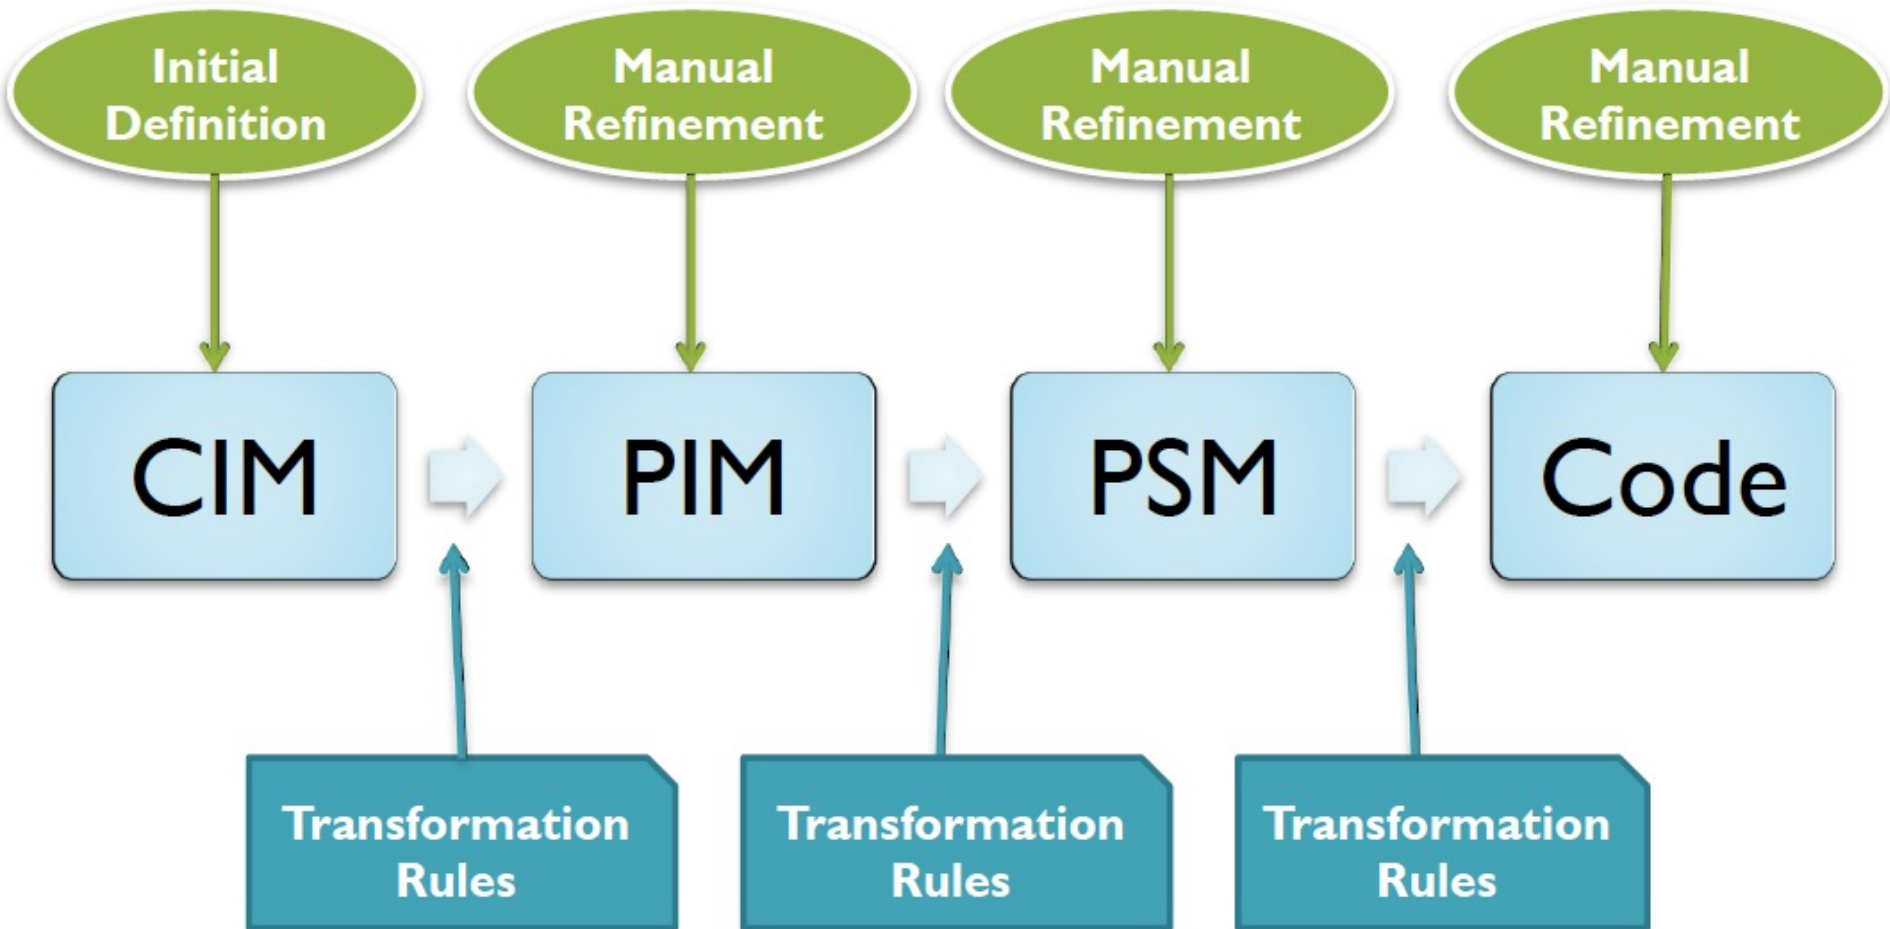 Initial
Definition
Manual
Refinement
Manual
Refinement
Manual
Refinement
CIM
PIM
PSM
Code
Transformation
Rules
Transformation
Rules
Transformation
Rules